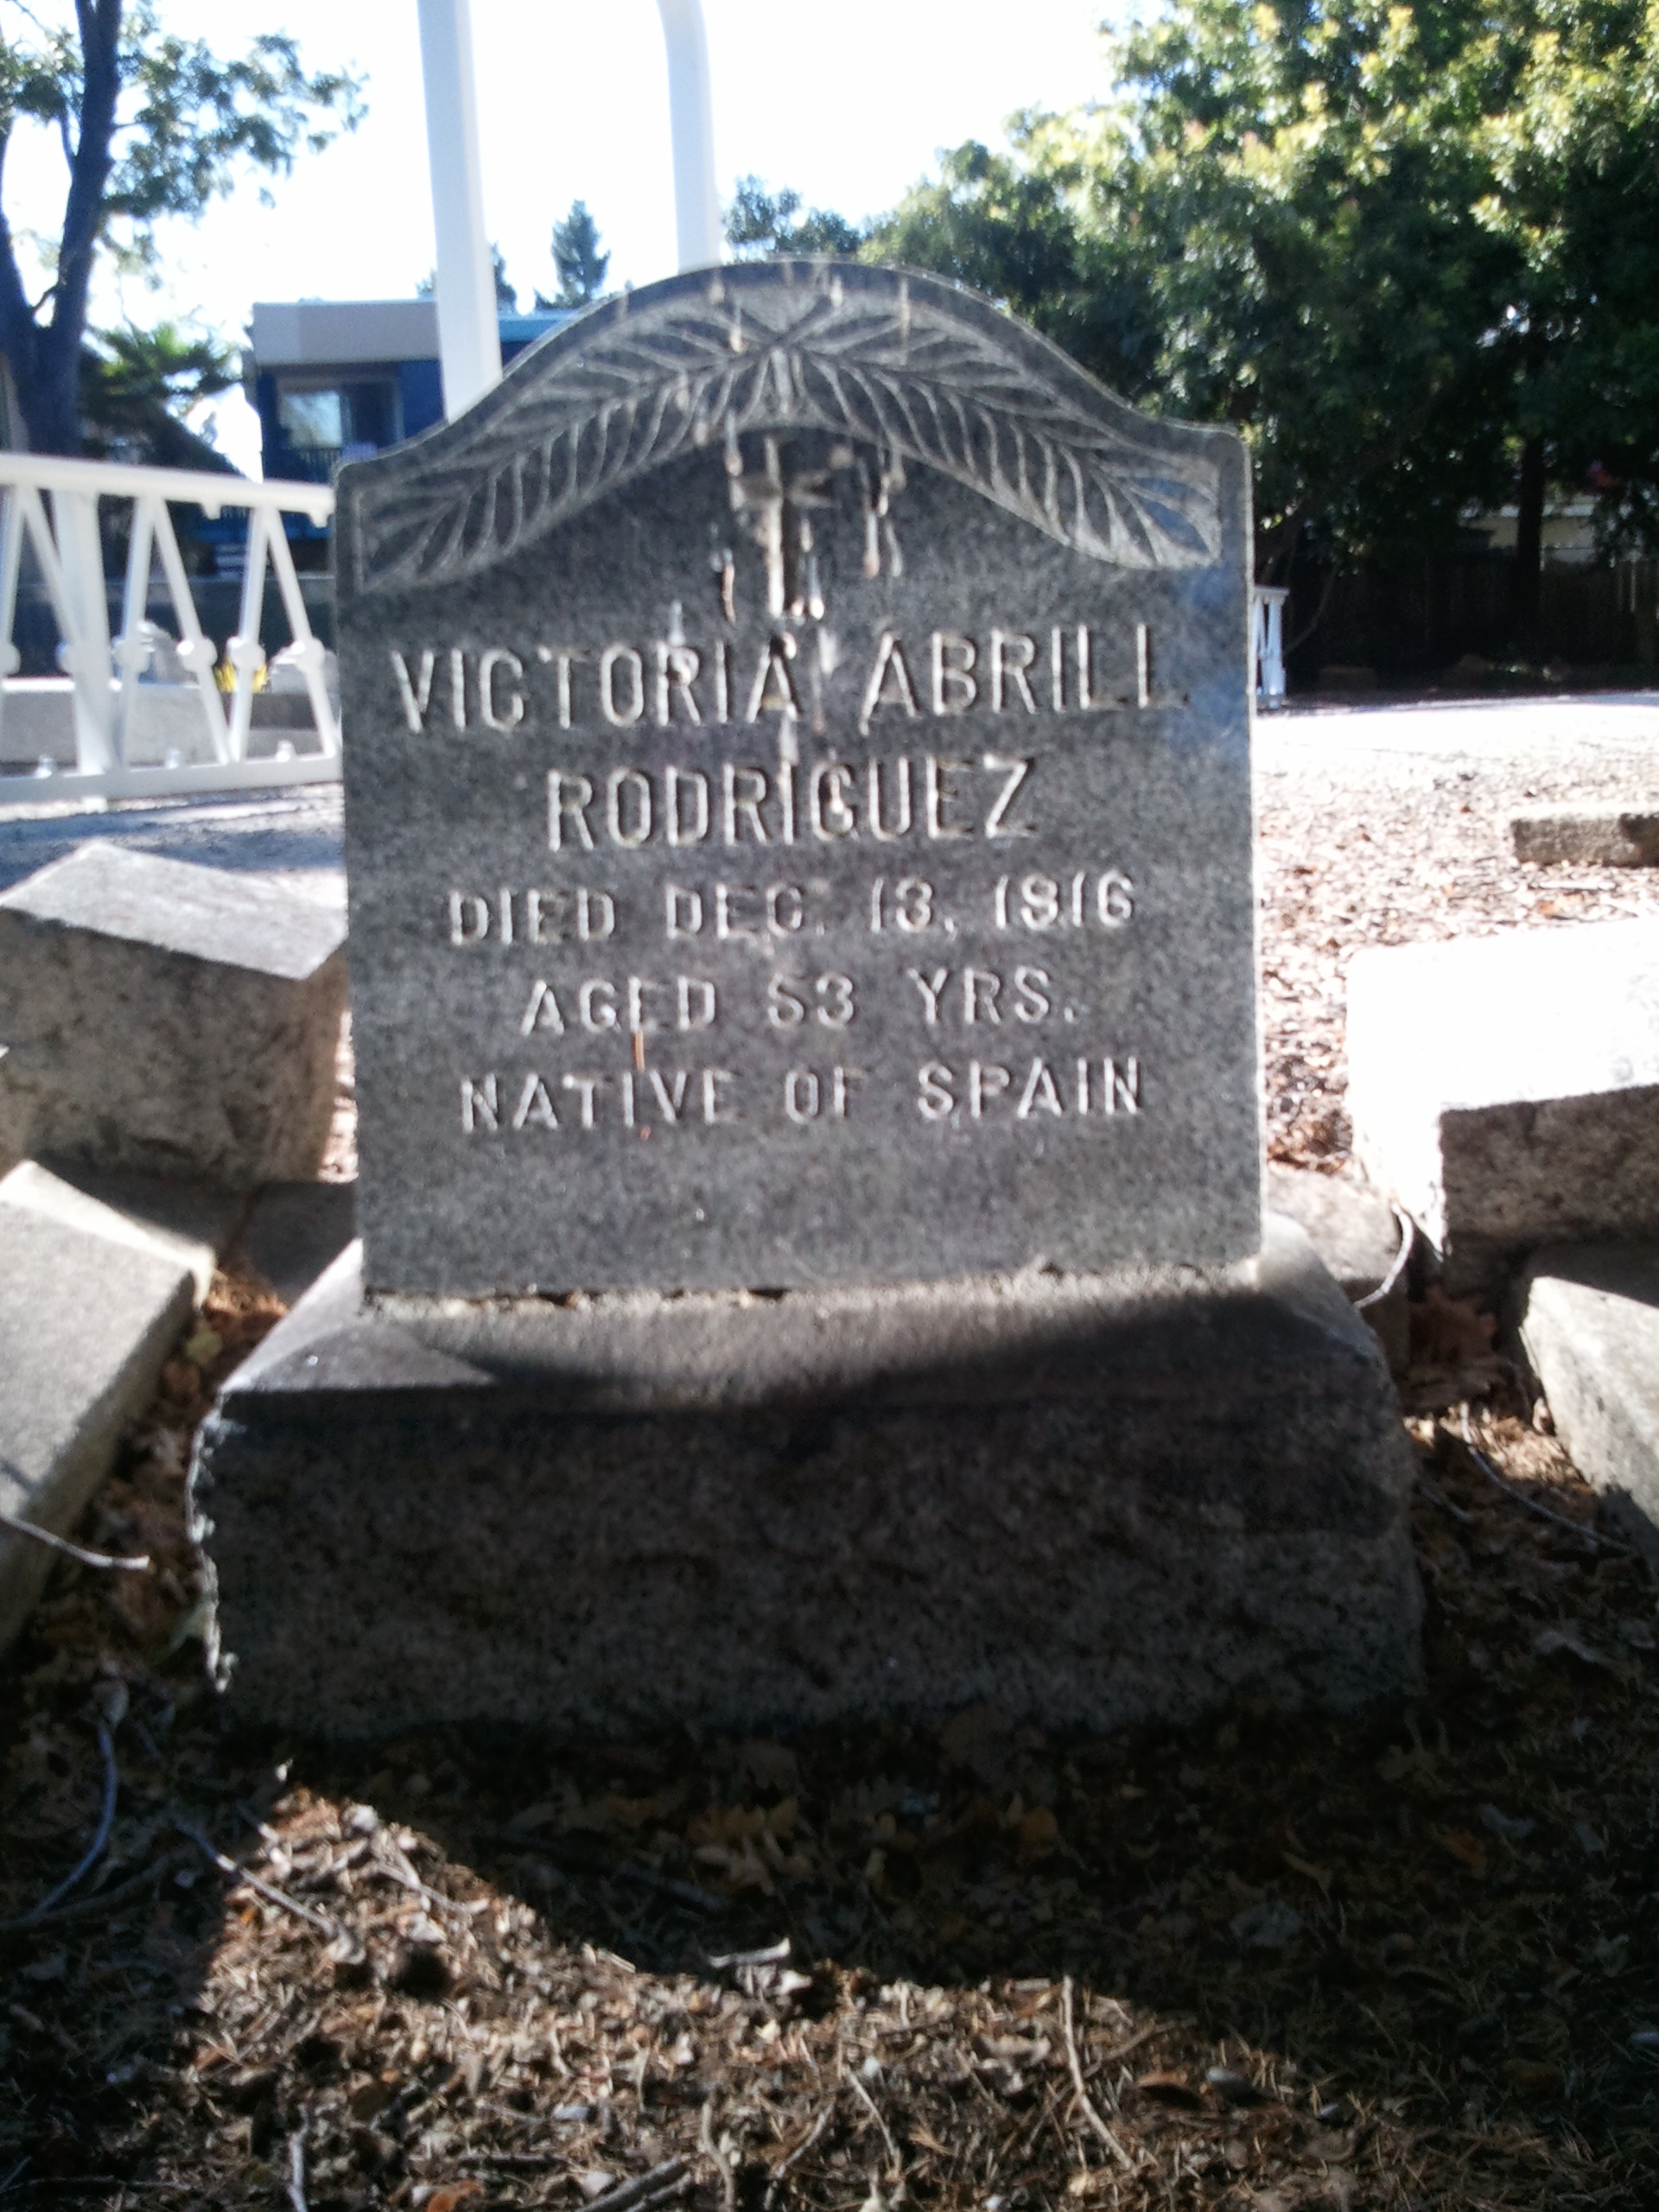 VICTORIA ABRILL
RODRIGUEZ
DIED DEC. 13, 1916
AGED 53 YRS.
NATIVE OF SPAIN